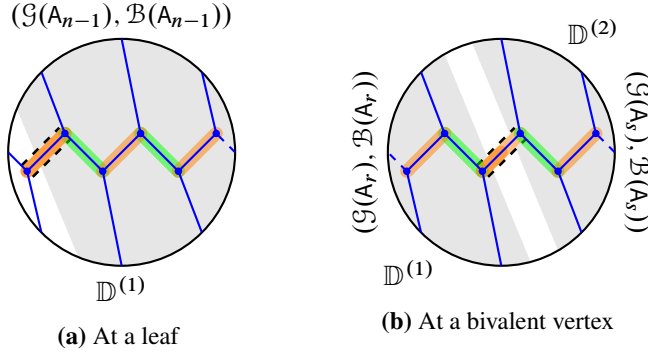 (𝒢(A_{n−1}), ℬ(A_{n−1}))
𝔻^{(1)}
(a) At a leaf
𝔻^{(2)}
(𝒢(A_r), ℬ(A_r))
(𝒢(A_s), ℬ(A_s))
𝔻^{(1)}
(b) At a bivalent vertex